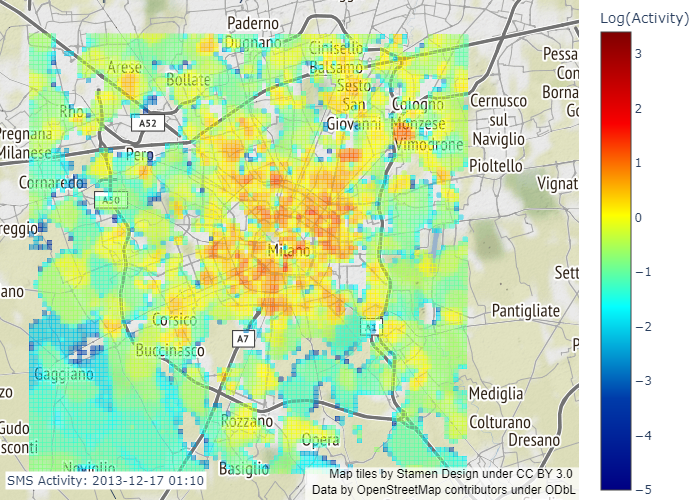 Log(Activity)
3
2
1
0
−1
−2
−3
−4
−5
Paderno
Dugnano
Cinisello
Balsamo
Arese
Bollate
Sesto
San
Giovanni
Cologno
Monzese
Vimodrone
Cernusco
sul
Naviglio
Pioltello
Pessa
Con
Borna
Go
Rho
A52
Pregnana
Milanese
Pero
Cornaredo
A50
Vignat
reggio
Milano
Sett
ano
Pantigliate
Corsico
A7
A1
P
Buccinasco
Gaggiano
Mediglia
zo
Rozzano
Colturano
Gudo
sconti
Opera
Dresano
Noviglio
Basiglio
SMS Activity: 2013-12-17 01:10
Map tiles by Stamen Design under CC BY 3.0
Data by OpenStreetMap contributors under ODbL